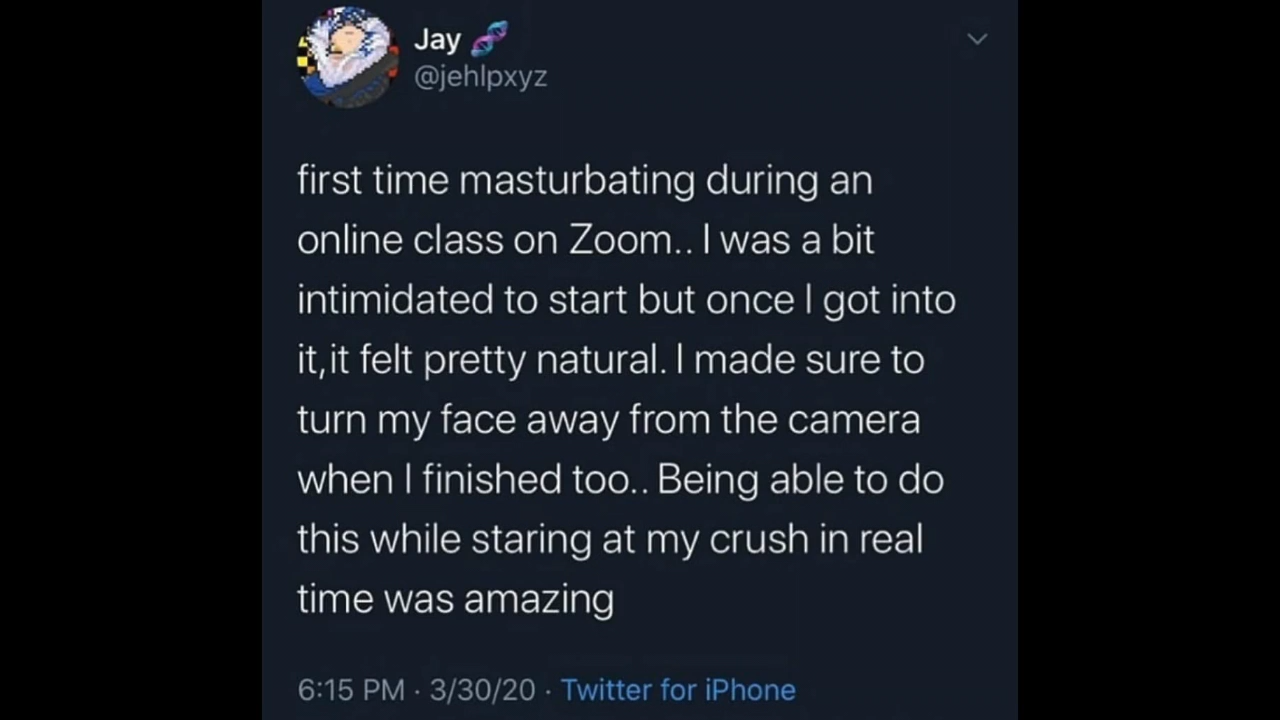 Jay 🧬
@jehlpxyz
first time masturbating during an
online class on Zoom.. I was a bit
intimidated to start but once I got into
it,it felt pretty natural. I made sure to
turn my face away from the camera
when I finished too.. Being able to do
this while staring at my crush in real
time was amazing
6:15 PM · 3/30/20 · Twitter for iPhone